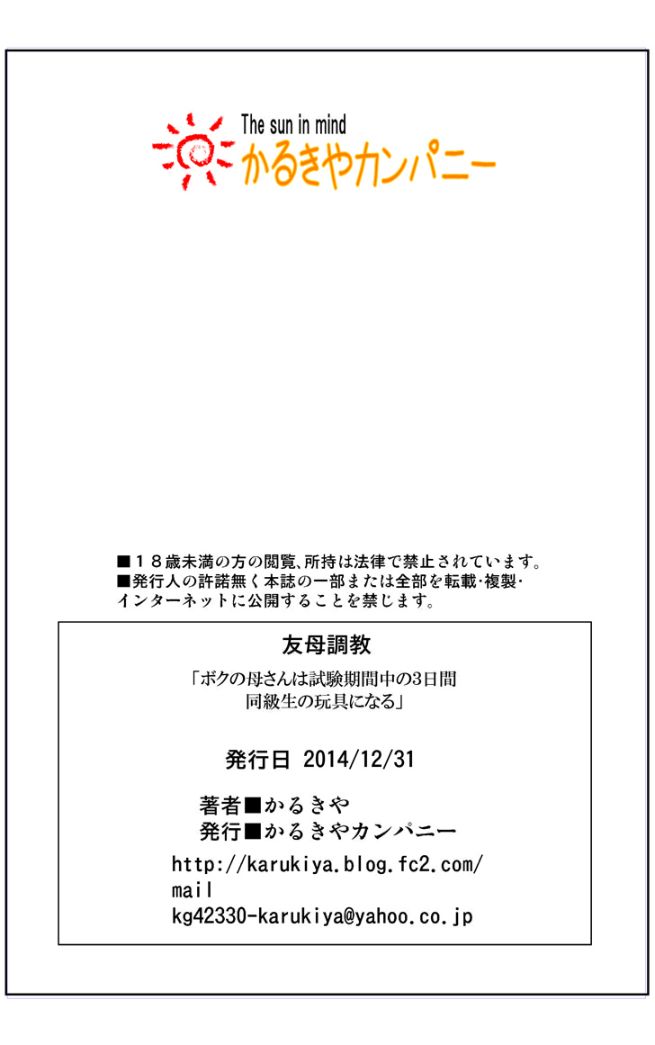 The sun in mind
かるきやカンパニー
■１８歳未満の方の閲覧、所持は法律で禁止されています。
■発行人の許諾無く本誌の一部または全部を転載･複製･
インターネットに公開することを禁じます。
友母調教
「ボクの母さんは試験期間中の3日間
同級生の玩具になる」
発行日 2014/12/31
著者■かるきや
発行■かるきやカンパニー
http://karukiya.blog.fc2.com/
mail
kg42330-karukiya@yahoo.co.jp